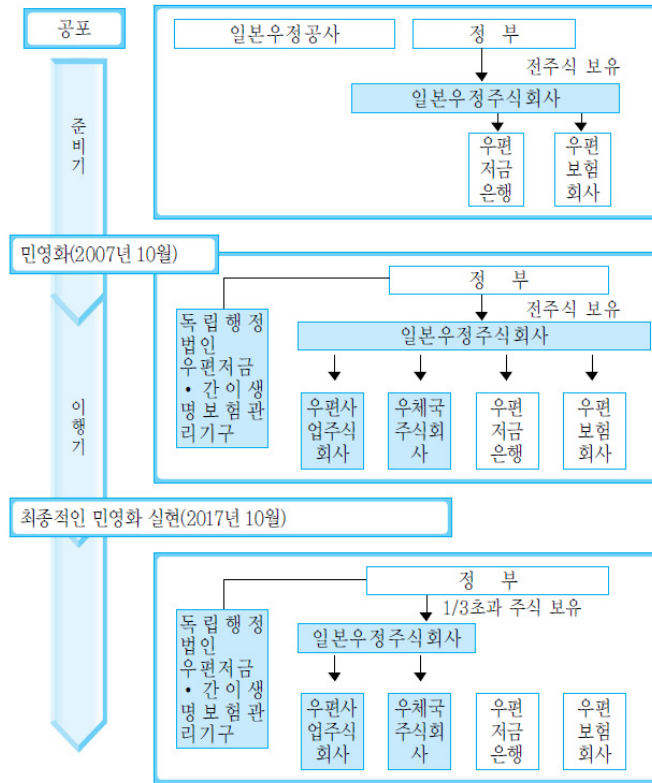 공포
일본우정공사
정 부
전주식 보유
일본우정주식회사
준
비
기
우편
저금
은행
우편
보험
회사
민영화(2007년 10월)
정 부
전주식 보유
독립행정
법인
우편저금
• 간이생
명보험관
리기구
일본우정주식회사
이
행
기
우편사
업주식
회사
우체국
주식회
사
우편
저금
은행
우편
보험
회사
최종적인 민영화 실현(2017년 10월)
정 부
1/3초과 주식 보유
독립행정
법인
우편저금
• 간이생
명보험관
리기구
일본우정주식회사
우편사
업주식
회사
우체국
주식회
사
우편
저금
은행
우편
보험
회사